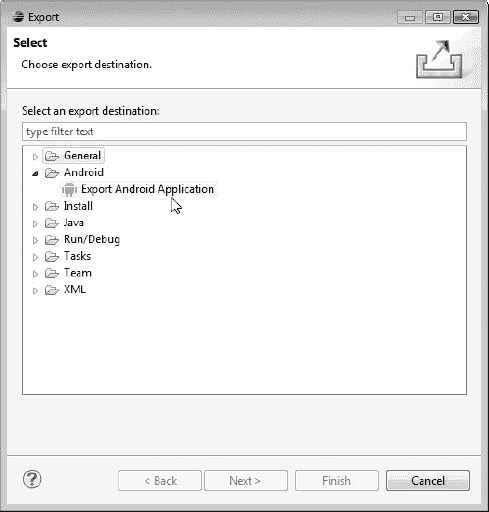 Export
Select
Choose export destination.
Select an export destination:
type filter text
General
Android
Export Android Application
Install
Java
Run/Debug
Tasks
Team
XML
?
< Back
Next >
Finish
Cancel